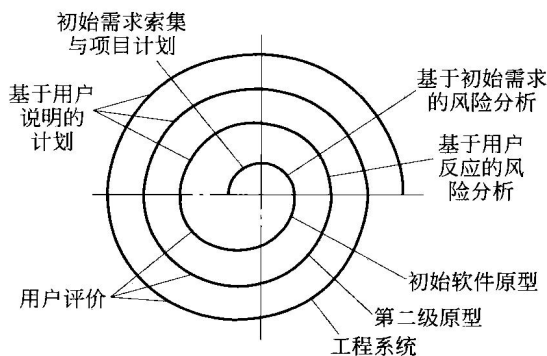 初始需求索集
与项目计划
基于用户
说明的
计划
基于初始需求
的风险分析
基于用户
反应的风
险分析
用户评价
初始软件原型
第二级原型
工程系统